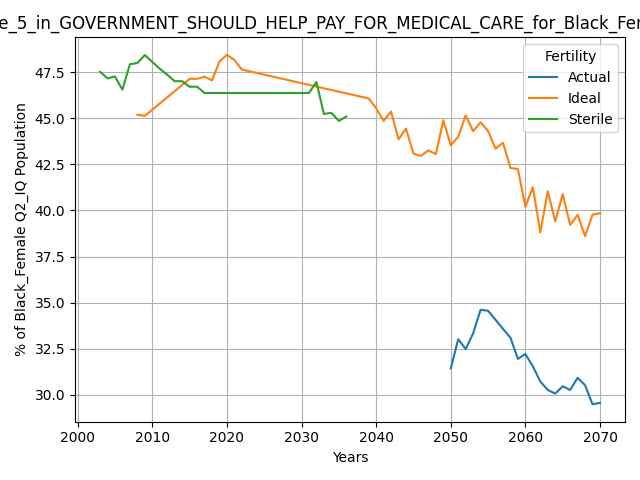 e_5_in_GOVERNMENT_SHOULD_HELP_PAY_FOR_MEDICAL_CARE_for_Black_Fe
Fertility
Actual
Ideal
Sterile
% of Black_Female Q2_IQ Population
47.5
45.0
42.5
40.0
37.5
35.0
32.5
30.0
2000 2010 2020 2030 2040 2050 2060 2070
Years